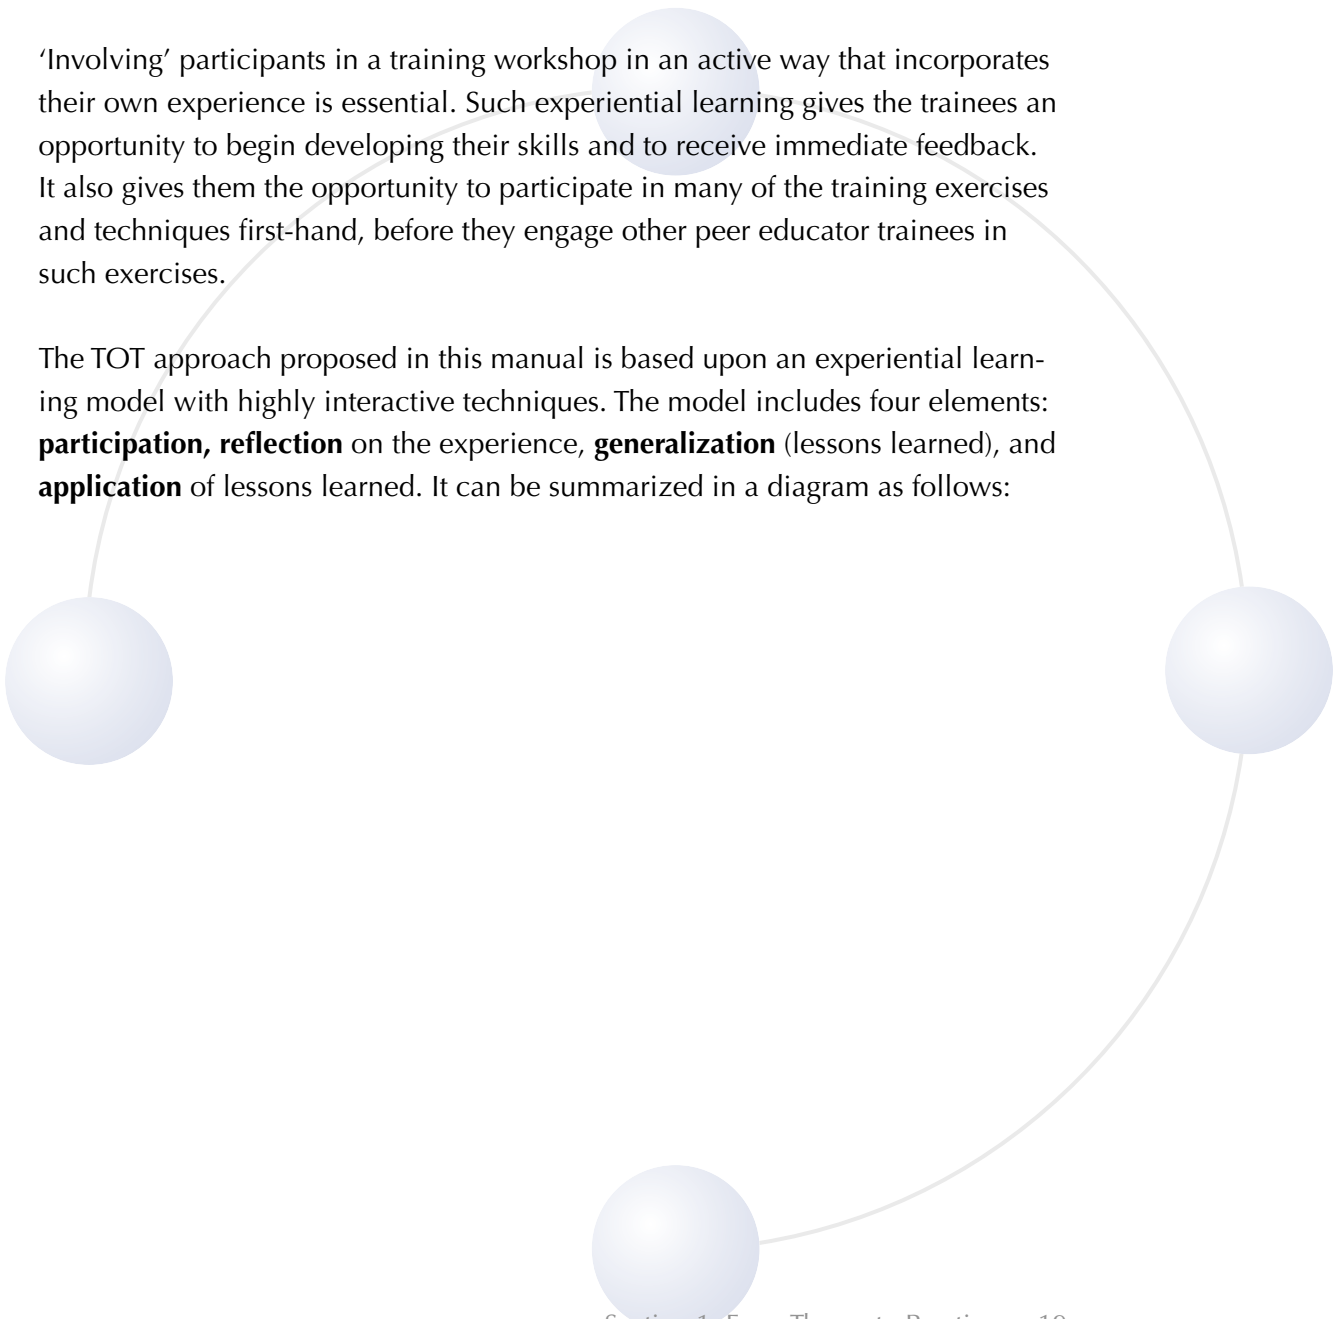 ‘Involving’ participants in a training workshop in an active way that incorporates
their own experience is essential. Such experiential learning gives the trainees an
opportunity to begin developing their skills and to receive immediate feedback.
It also gives them the opportunity to participate in many of the training exercises
and techniques first-hand, before they engage other peer educator trainees in
such exercises.
The TOT approach proposed in this manual is based upon an experiential learn-
ing model with highly interactive techniques. The model includes four elements:
participation, reflection on the experience, generalization (lessons learned), and
application of lessons learned. It can be summarized in a diagram as follows: